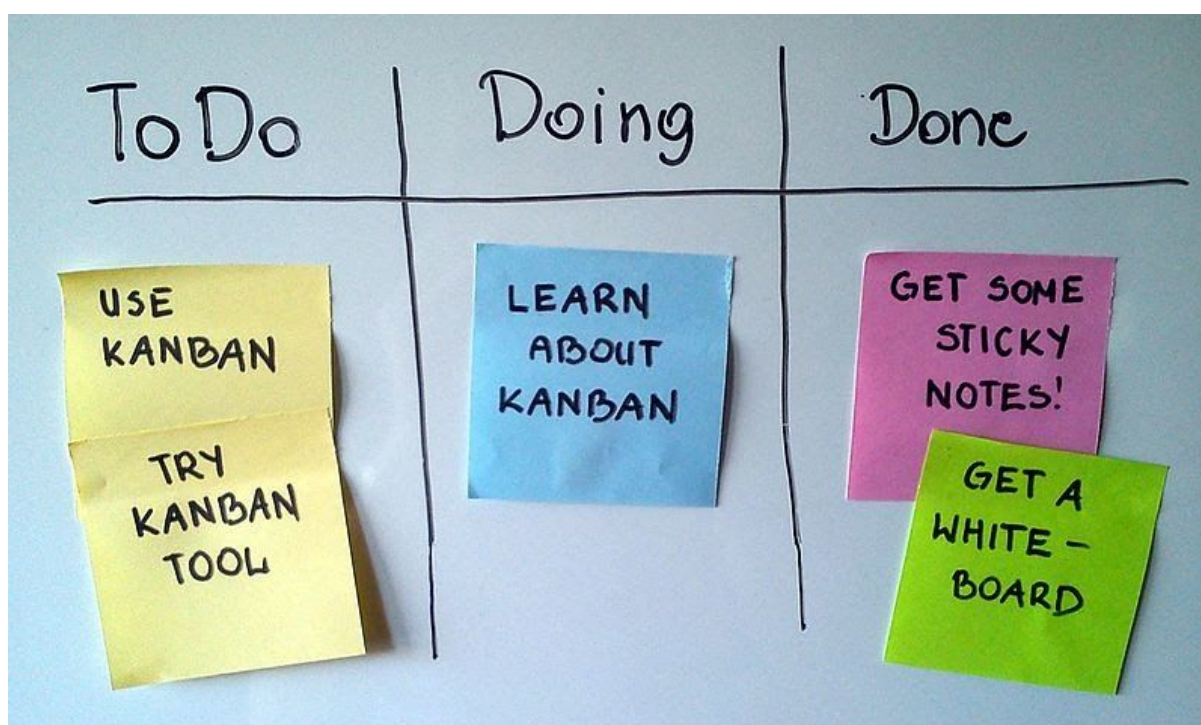 To Do
Doing
Done
USE
KANBAN
TRY
KANBAN
TOOL
LEARN
ABOUT
KANBAN
GET SOME
STICKY
NOTES!
GET A
WHITE-
BOARD